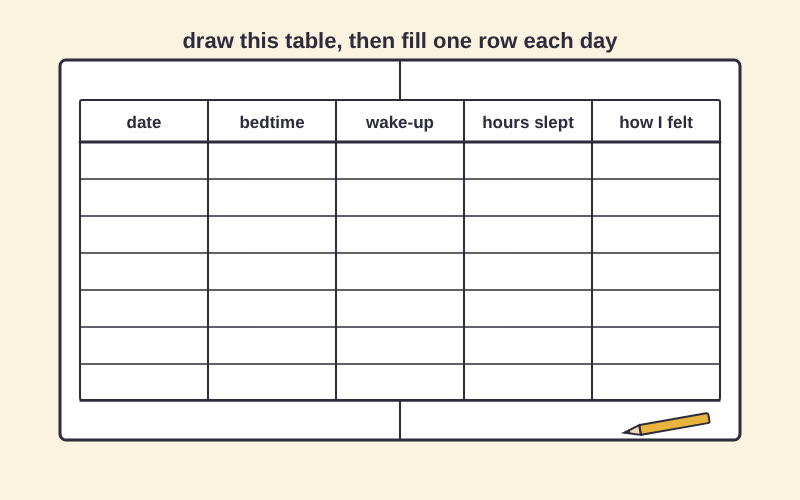 draw this table, then fill one row each day
date bedtime wake-up hours slept how I felt